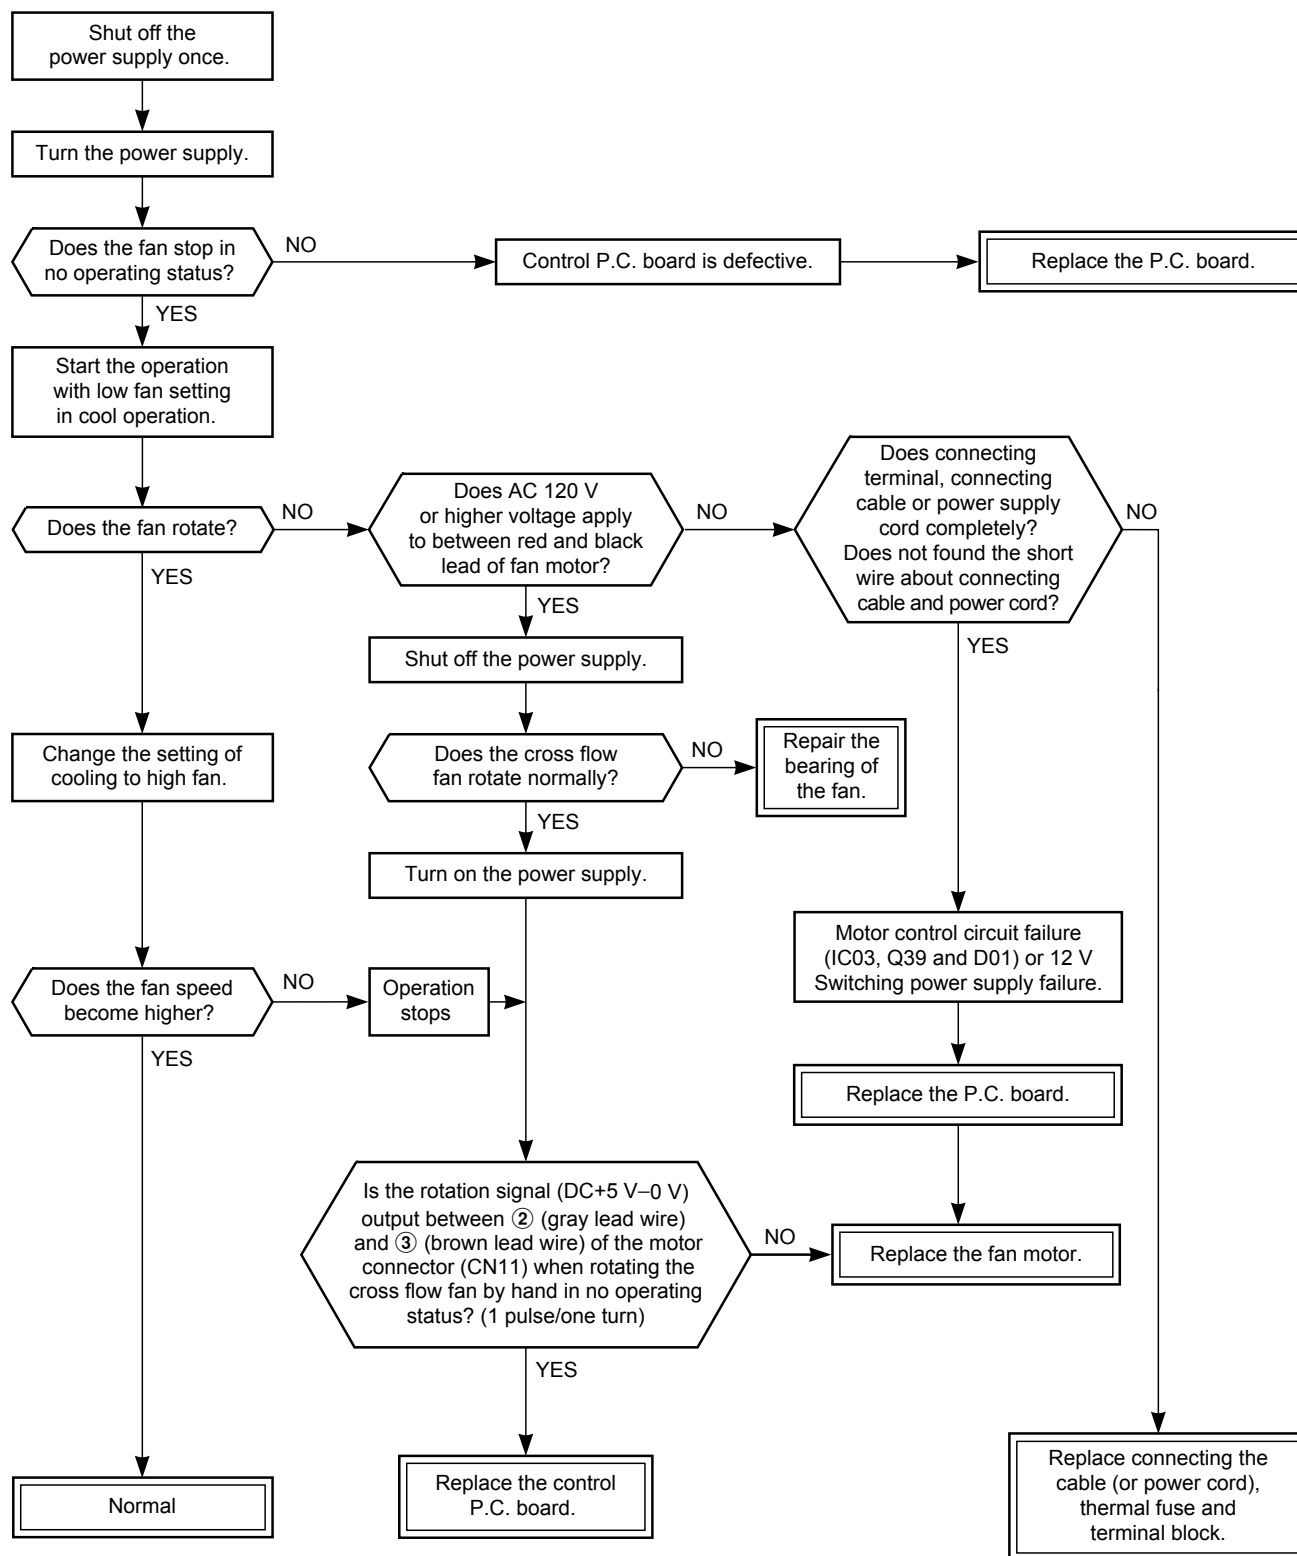 Shut off the
power supply once.
Turn the power supply.
Does the fan stop in
no operating status?
NO
Control P.C. board is defective.
Replace the P.C. board.
YES
Start the operation
with low fan setting
in cool operation.
Does the fan rotate?
NO
Does AC 120 V
or higher voltage apply
to between red and black
lead of fan motor?
NO
Does connecting
terminal, connecting
cable or power supply
cord completely?
Does not found the short
wire about connecting
cable and power cord?
NO
YES
YES
YES
Shut off the power supply.
Change the setting of
cooling to high fan.
Does the cross flow
fan rotate normally?
NO
Repair the
bearing of
the fan.
YES
Turn on the power supply.
Motor control circuit failure
(IC03, Q39 and D01) or 12 V
Switching power supply failure.
Does the fan speed
become higher?
NO
Operation
stops
YES
Replace the P.C. board.
Is the rotation signal (DC+5 V–0 V)
output between ② (gray lead wire)
and ③ (brown lead wire) of the motor
connector (CN11) when rotating the
cross flow fan by hand in no operating
status? (1 pulse/one turn)
NO
Replace the fan motor.
YES
Normal
Replace the control
P.C. board.
Replace connecting the
cable (or power cord),
thermal fuse and
terminal block.